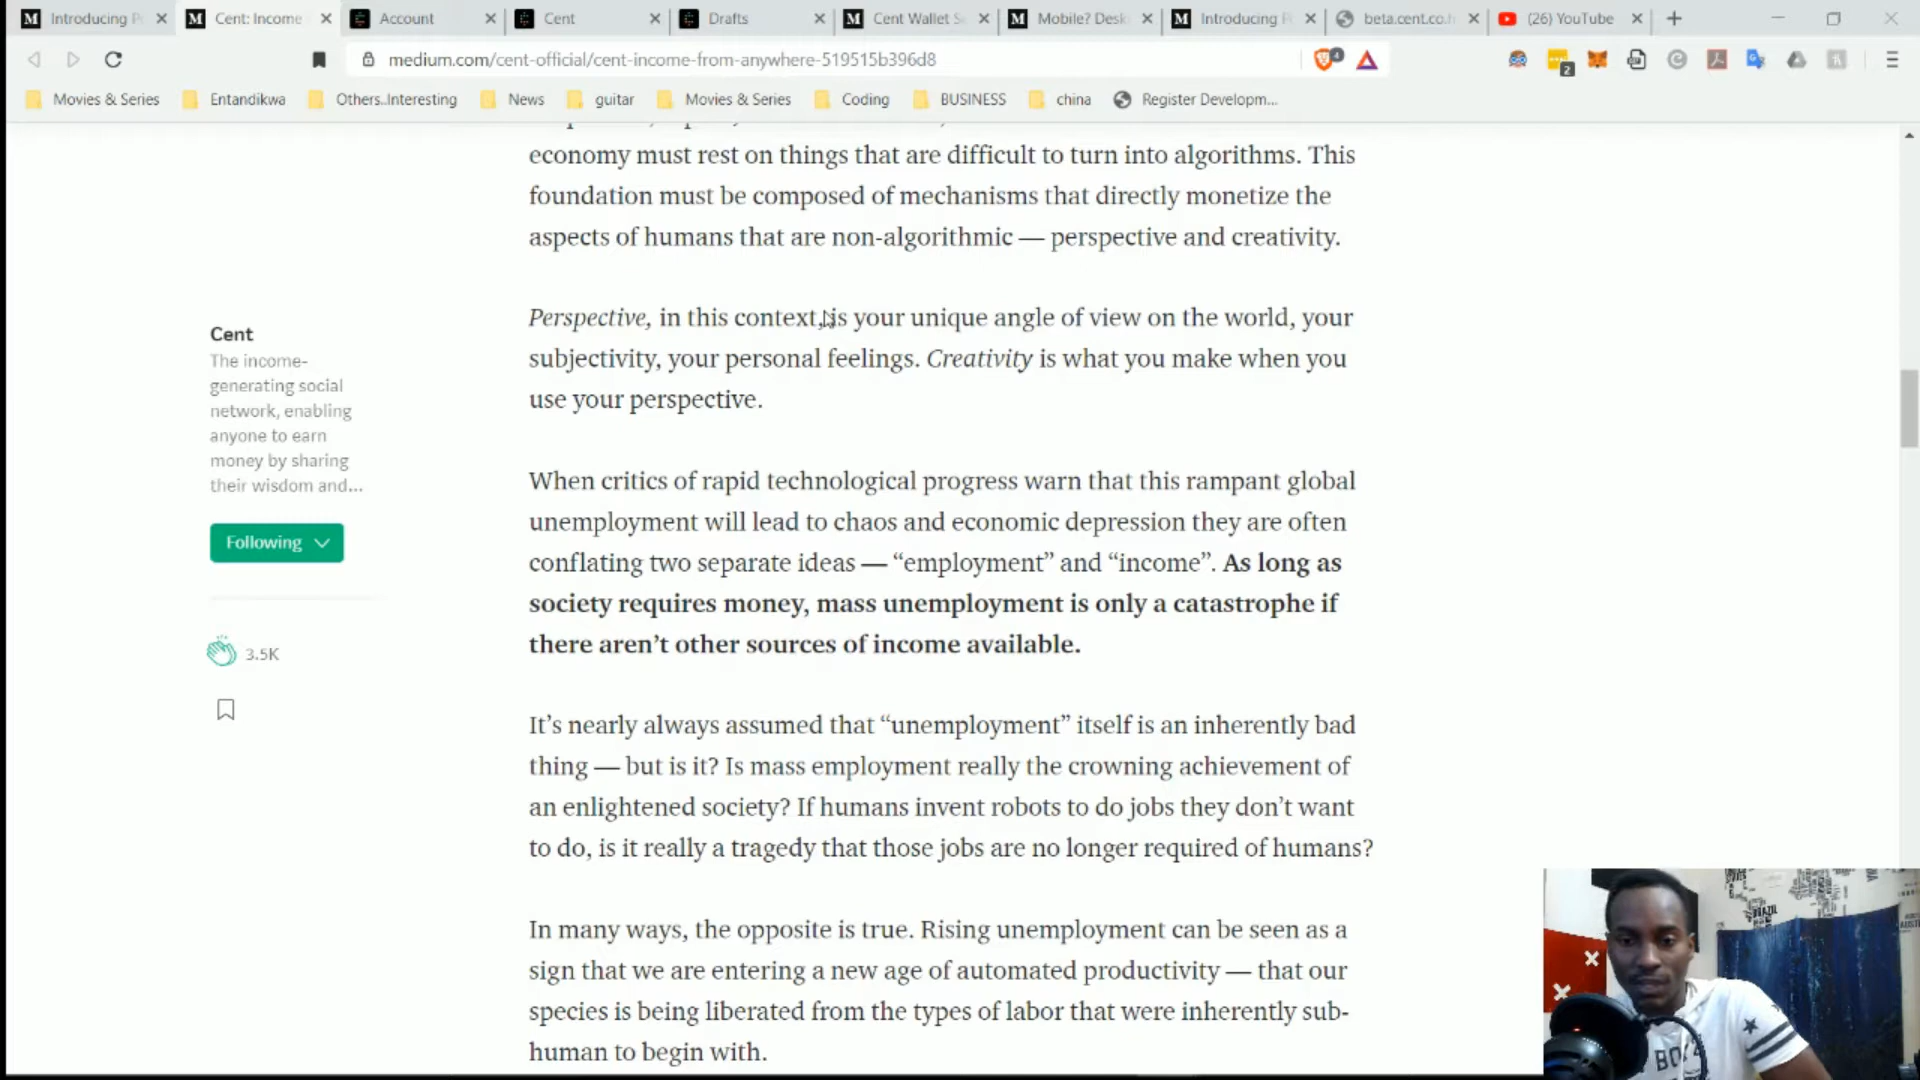 Introducing P
Cent: Income
Account
Cent
Drafts
Cent Wallet S
Mobile? Desk
Introducing P
beta.cent.co.
(26) YouTube
medium.com/cent-official/cent-income-from-anywhere-519515b396d8
4
2
Movies & Series
Entandikwa
Others..Interesting
News
guitar
Movies & Series
Coding
BUSINESS
china
Register Developm...
economy must rest on things that are difficult to turn into algorithms. This
foundation must be composed of mechanisms that directly monetize the
aspects of humans that are non-algorithmic — perspective and creativity.
Perspective, in this context, is your unique angle of view on the world, your
subjectivity, your personal feelings. Creativity is what you make when you
use your perspective.
Cent
The income-
generating social
network, enabling
anyone to earn
money by sharing
their wisdom and...
Following
3.5K
When critics of rapid technological progress warn that this rampant global
unemployment will lead to chaos and economic depression they are often
conflating two separate ideas — “employment” and “income”. As long as
society requires money, mass unemployment is only a catastrophe if
there aren’t other sources of income available.
It’s nearly always assumed that “unemployment” itself is an inherently bad
thing — but is it? Is mass employment really the crowning achievement of
an enlightened society? If humans invent robots to do jobs they don’t want
to do, is it really a tragedy that those jobs are no longer required of humans?
In many ways, the opposite is true. Rising unemployment can be seen as a
sign that we are entering a new age of automated productivity — that our
species is being liberated from the types of labor that were inherently sub-
human to begin with.
BRAZIL